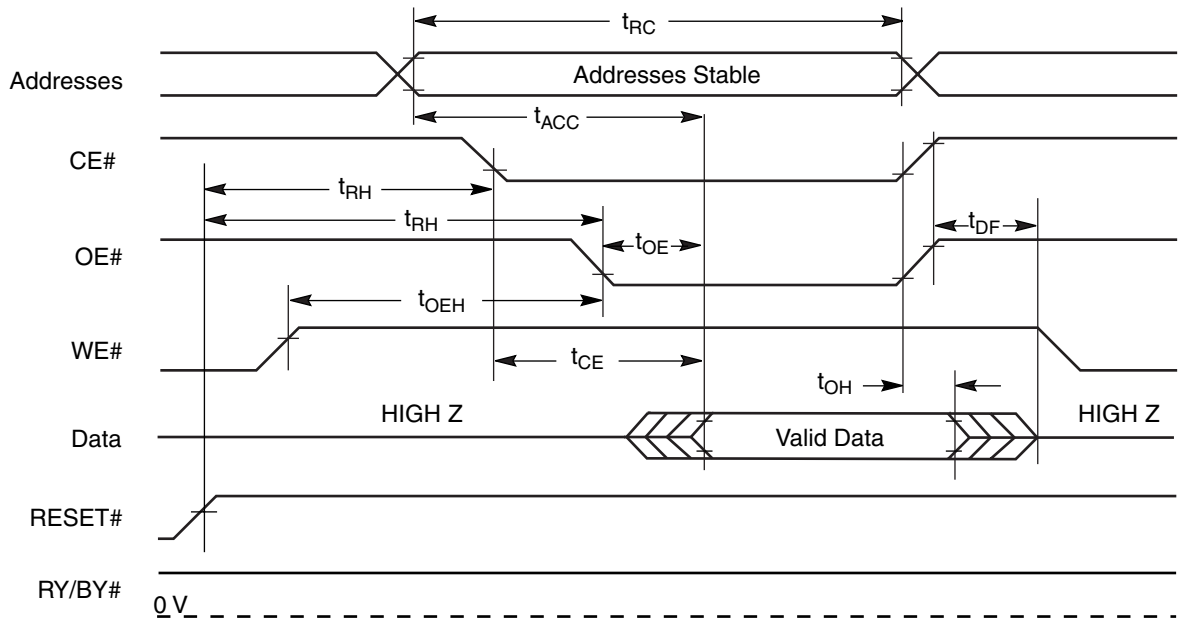 tRC
Addresses
Addresses Stable
tACC
CE#
tRH
tRH
tOE
tDF
OE#
tOEH
WE#
tCE
tOH
HIGH Z
HIGH Z
Data
Valid Data
RESET#
RY/BY#
0 V